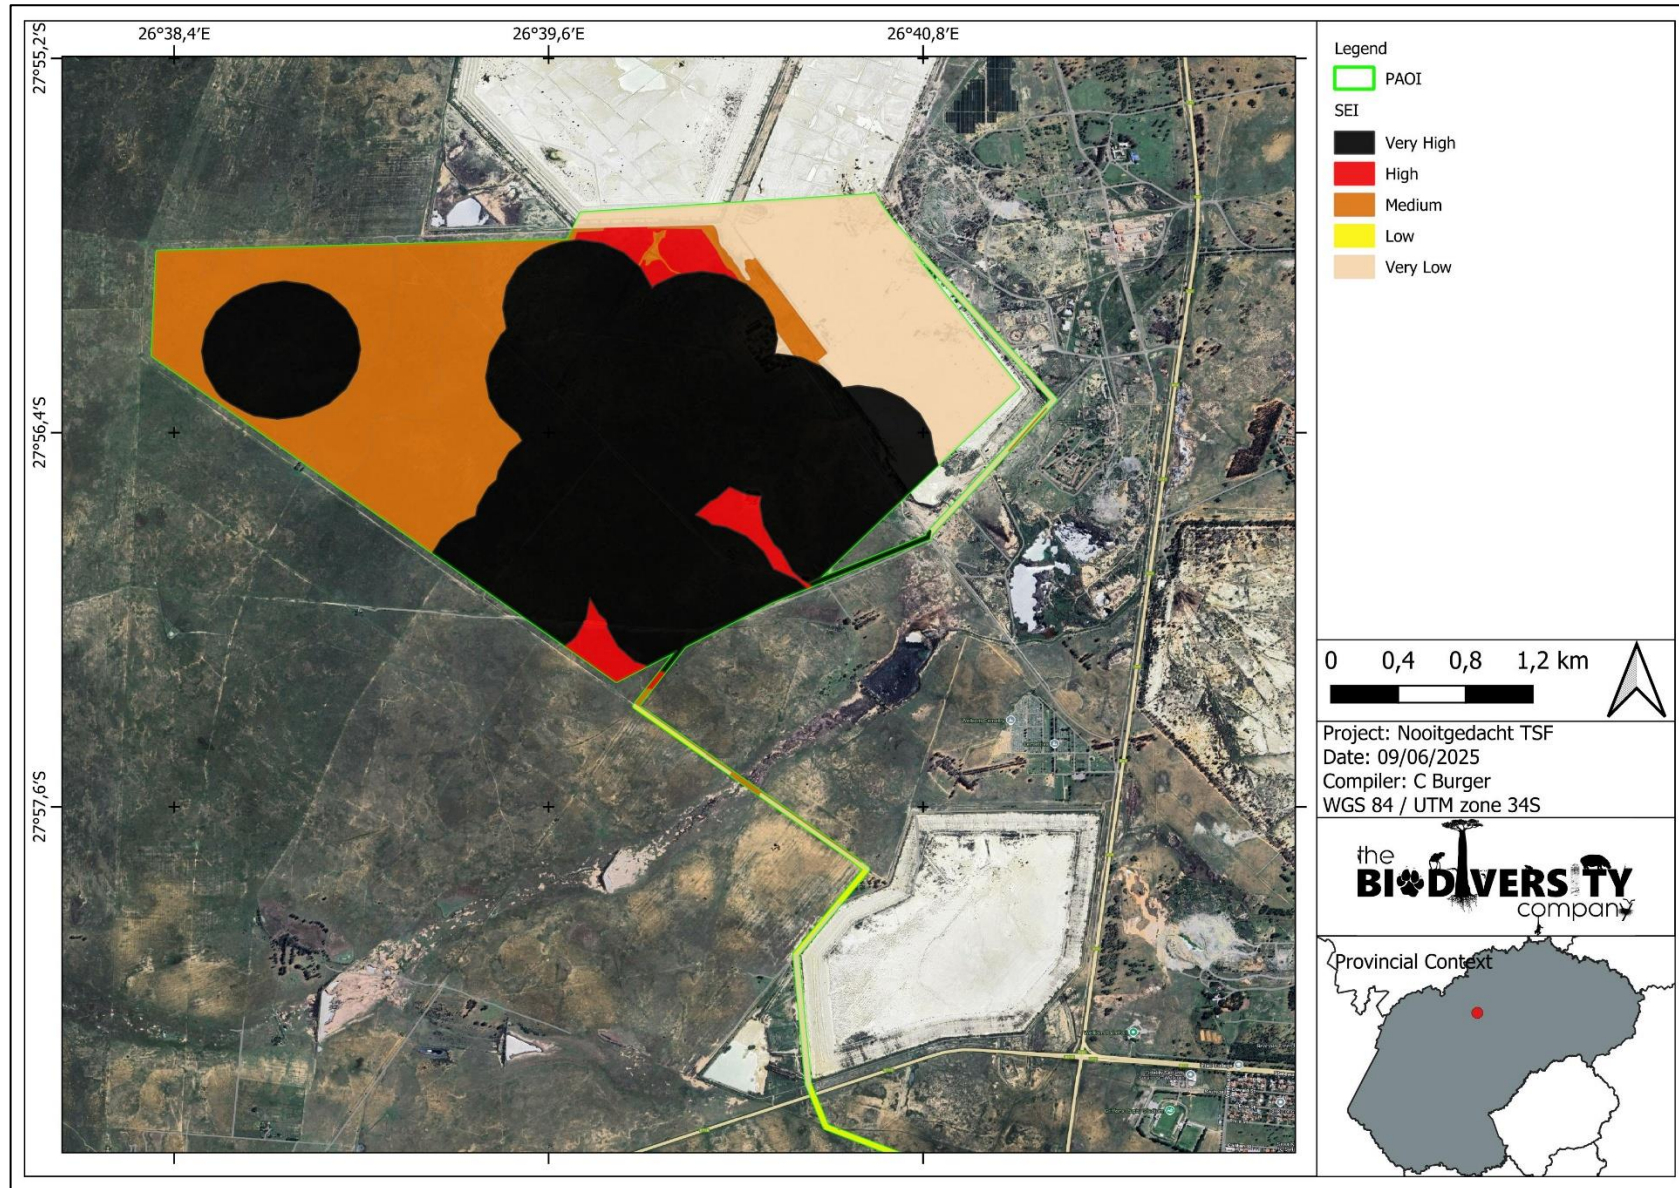 26°38,4′E
26°39,6′E
26°40,8′E
27°55,2′S
27°56,4′S
27°57,6′S
Legend
PAOI
SEI
Very High
High
Medium
Low
Very Low
0 0,4 0,8 1,2 km
Project: Nooitgedacht TSF
Date: 09/06/2025
Compiler: C Burger
WGS 84 / UTM zone 34S
the
BIODIVERSITY
company
Provincial Context